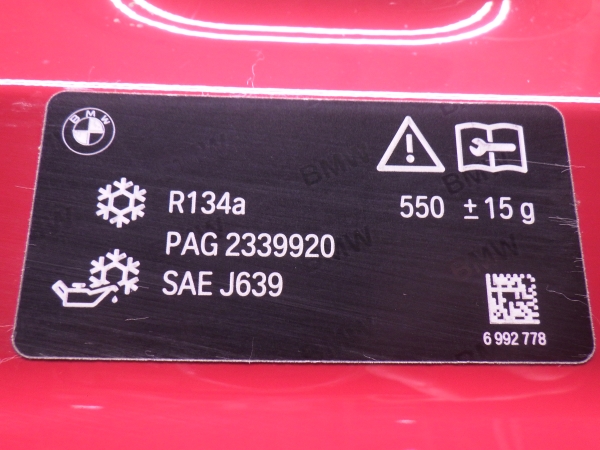 BMW
R134a 550 ± 15 g
PAG 2339920
SAE J639
6 992 778